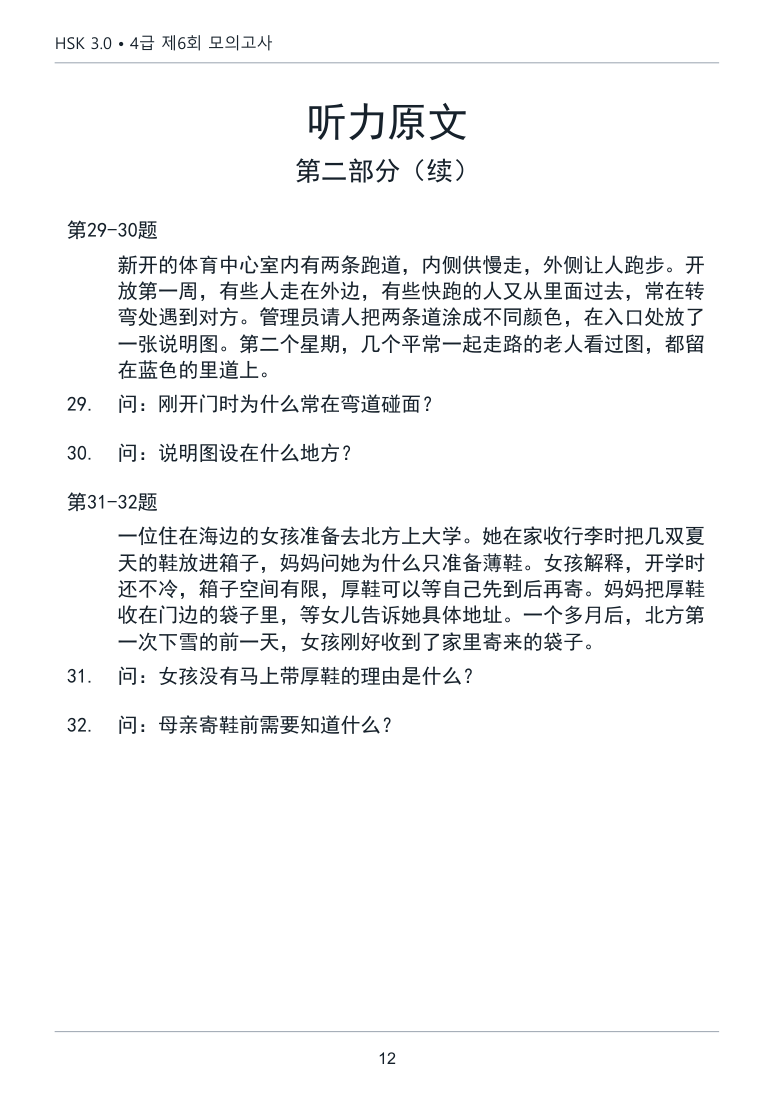 HSK 3.0 • 4급 제6회 모의고사
听力原文
第二部分（续）
第29-30题
新开的体育中心室内有两条跑道，内侧供慢走，外侧让人跑步。开
放第一周，有些人走在外边，有些快跑的人又从里面过去，常在转
弯处遇到对方。管理员请人把两条道涂成不同颜色，在入口处放了
一张说明图。第二个星期，几个平常一起走路的老人看过图，都留
在蓝色的里道上。
29. 问：刚开门时为什么常在弯道碰面？
30. 问：说明图设在什么地方？
第31-32题
一位住在海边的女孩准备去北方上大学。她在家收行李时把几双夏
天的鞋放进箱子，妈妈问她为什么只准备薄鞋。女孩解释，开学时
还不冷，箱子空间有限，厚鞋可以等自己先到后再寄。妈妈把厚鞋
收在门边的袋子里，等女儿告诉她具体地址。一个多月后，北方第
一次下雪的前一天，女孩刚好收到了家里寄来的袋子。
31. 问：女孩没有马上带厚鞋的理由是什么？
32. 问：母亲寄鞋前需要知道什么？
12